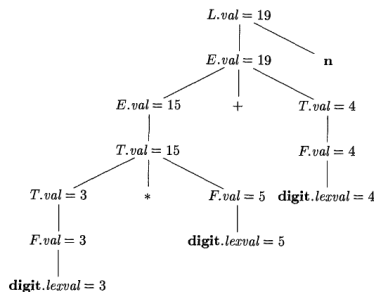 L.val = 19
E.val = 19 n
E.val = 15 + T.val = 4
T.val = 15 F.val = 4
T.val = 3 * F.val = 5 digit.lexval = 4
F.val = 3 digit.lexval = 5
digit.lexval = 3